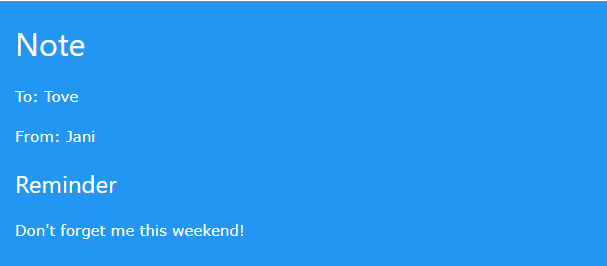 Note
To: Tove
From: Jani
Reminder
Don't forget me this weekend!